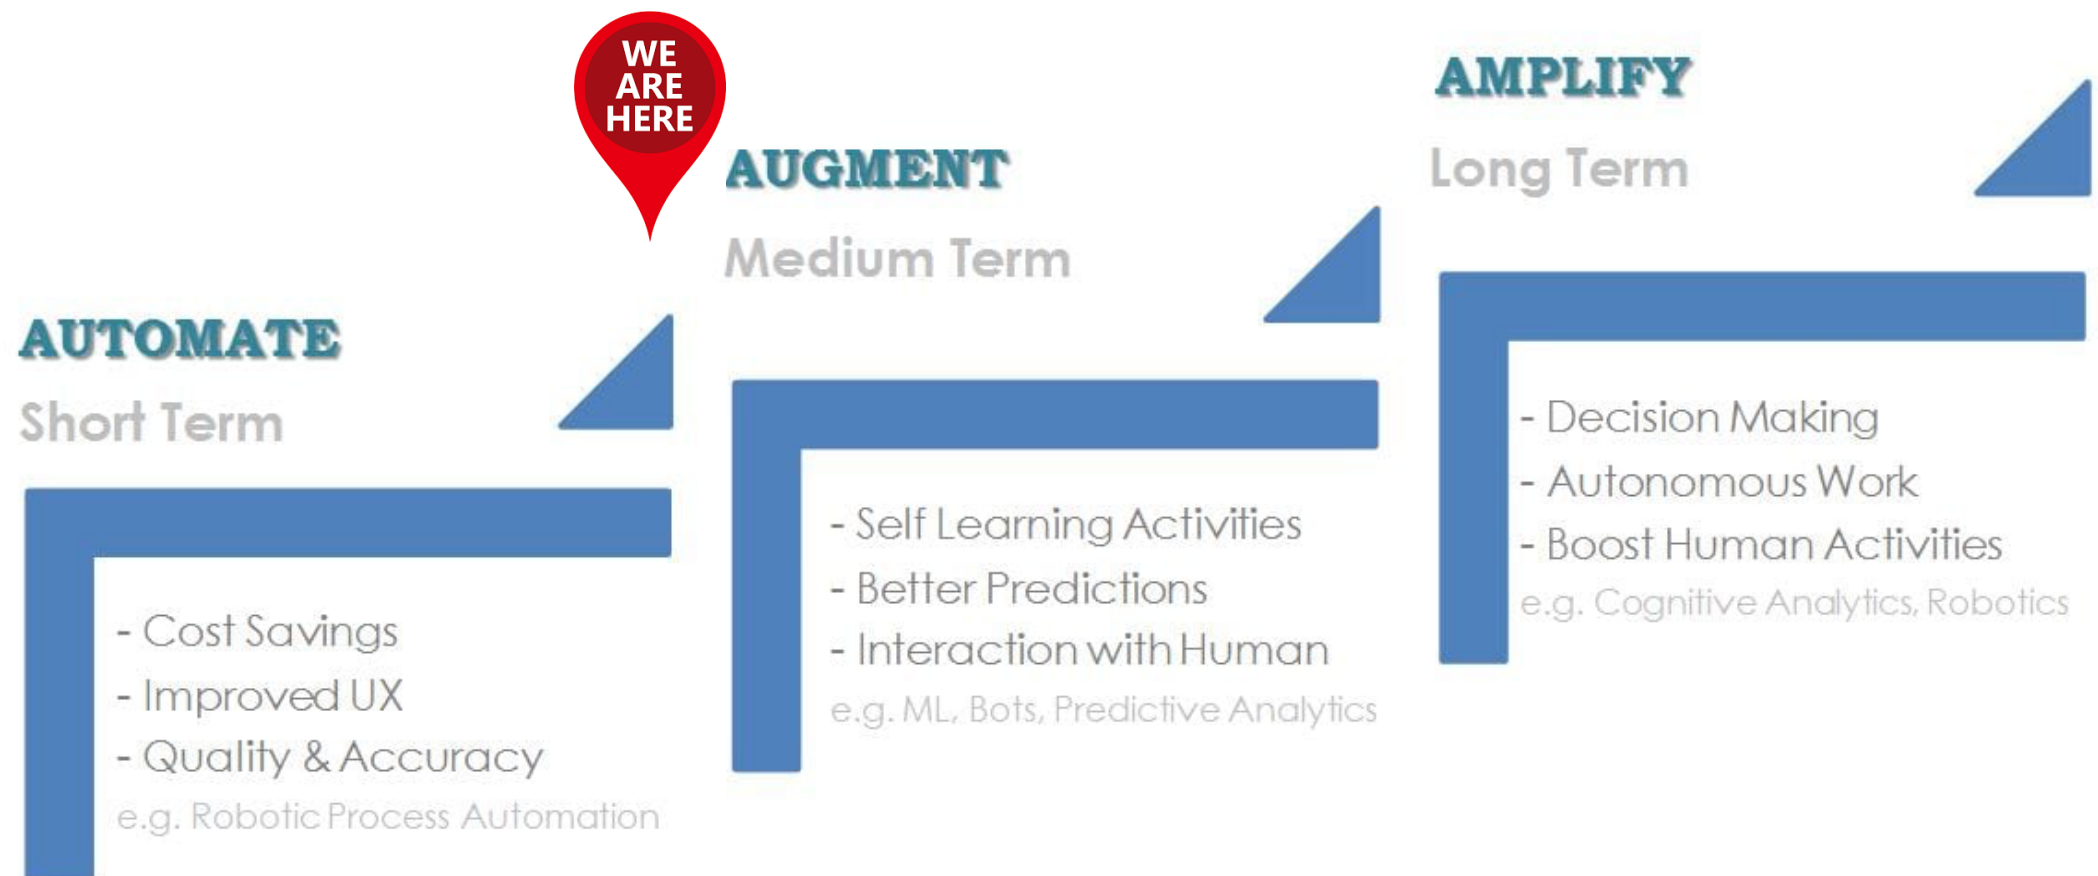 WE
ARE
HERE
AUTOMATE
Short Term
- Cost Savings
- Improved UX
- Quality & Accuracy
e.g. Robotic Process Automation
AUGMENT
Medium Term
- Self Learning Activities
- Better Predictions
- Interaction with Human
e.g. ML, Bots, Predictive Analytics
AMPLIFY
Long Term
- Decision Making
- Autonomous Work
- Boost Human Activities
e.g. Cognitive Analytics, Robotics